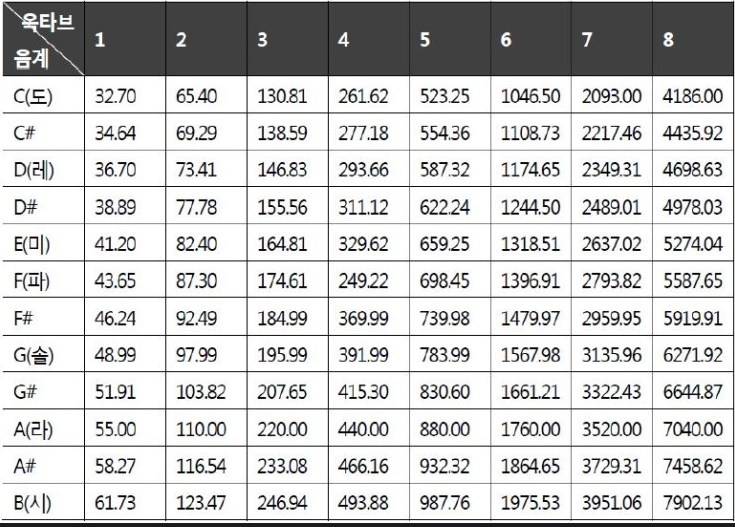 옥타브
음계 1 2 3 4 5 6 7 8
C(도) 32.70 65.40 130.81 261.62 523.25 1046.50 2093.00 4186.00
C# 34.64 69.29 138.59 277.18 554.36 1108.73 2217.46 4435.92
D(레) 36.70 73.41 146.83 293.66 587.32 1174.65 2349.31 4698.63
D# 38.89 77.78 155.56 311.12 622.24 1244.50 2489.01 4978.03
E(미) 41.20 82.40 164.81 329.62 659.25 1318.51 2637.02 5274.04
F(파) 43.65 87.30 174.61 249.22 698.45 1396.91 2793.82 5587.65
F# 46.24 92.49 184.99 369.99 739.98 1479.97 2959.95 5919.91
G(솔) 48.99 97.99 195.99 391.99 783.99 1567.98 3135.96 6271.92
G# 51.91 103.82 207.65 415.30 830.60 1661.21 3322.43 6644.87
A(라) 55.00 110.00 220.00 440.00 880.00 1760.00 3520.00 7040.00
A# 58.27 116.54 233.08 466.16 932.32 1864.65 3729.31 7458.62
B(시) 61.73 123.47 246.94 493.88 987.76 1975.53 3951.06 7902.13